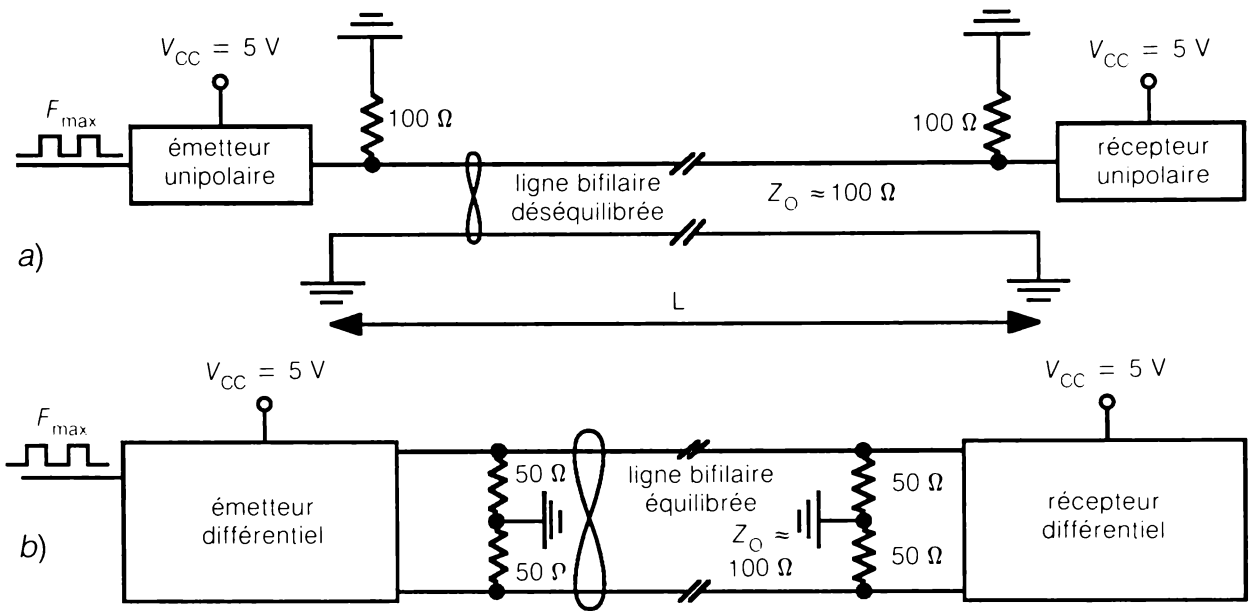 V_CC = 5 V
V_CC = 5 V
F_max
100 Ω
100 Ω
émetteur
unipolaire
récepteur
unipolaire
ligne bifilaire
déséquilibrée
Z_O ≈ 100 Ω
a)
L
V_CC = 5 V
V_CC = 5 V
F_max
50 Ω
ligne bifilaire
équilibrée
50 Ω
émetteur
différentiel
récepteur
différentiel
b)
Z_O ≈
100 Ω
50 Ω
50 Ω